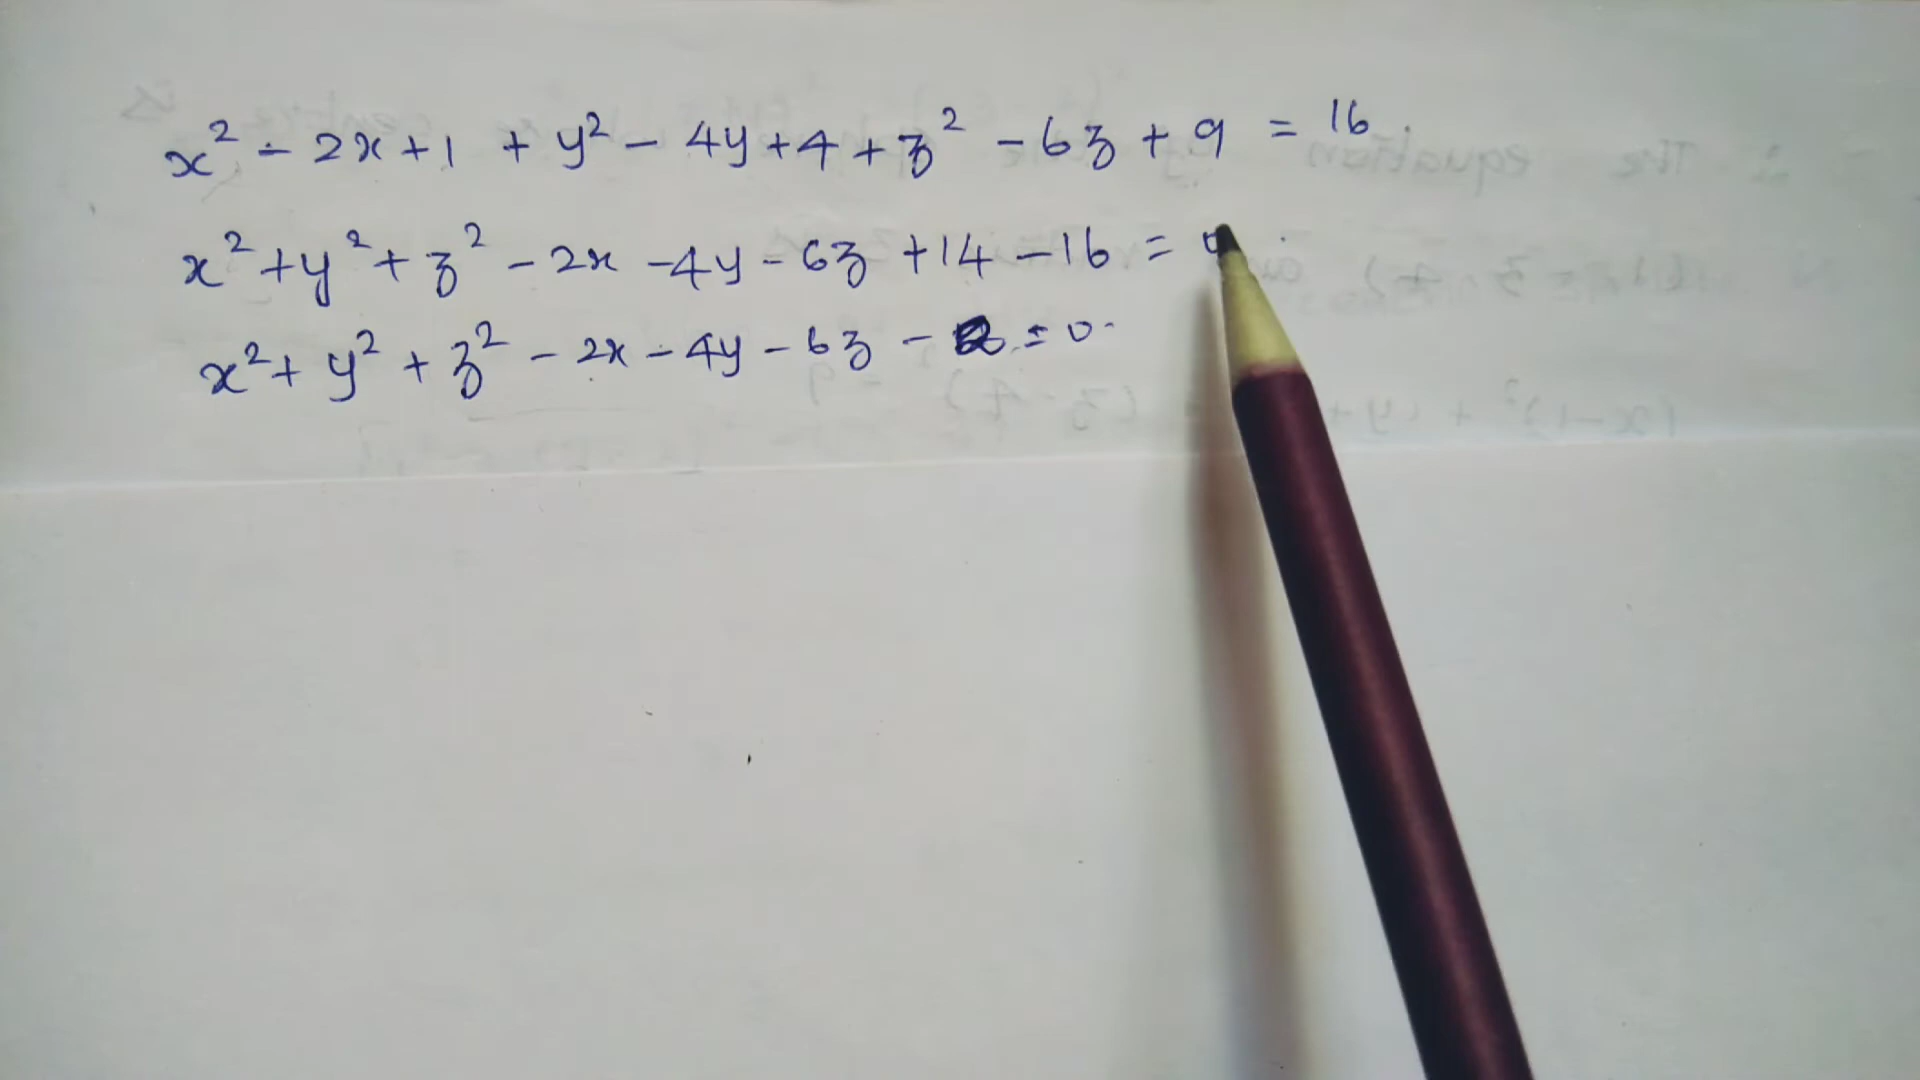 x² - 2x + 1 + y² - 4y + 4 + z² - 6z + 9 = 16.
x² + y² + z² - 2x - 4y - 6z + 14 - 16 = 0
x² + y² + z² - 2x - 4y - 6z - 2 = 0.